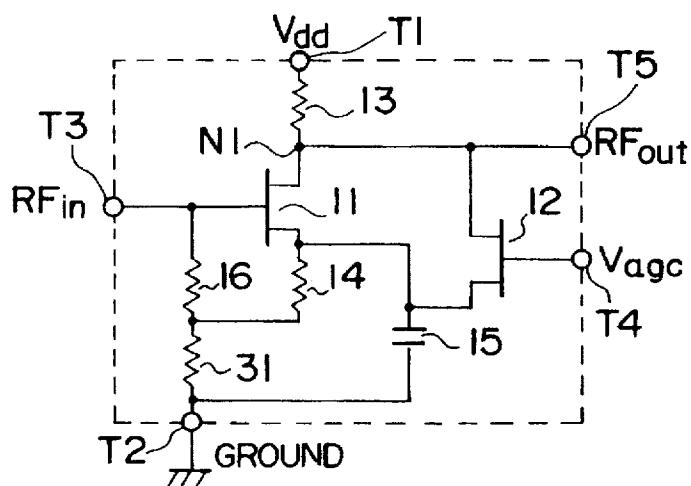 Vdd
T1
T5
13
T3
N1
RFout
RFin
11
12
Vagc
16
14
T4
15
31
T2
GROUND